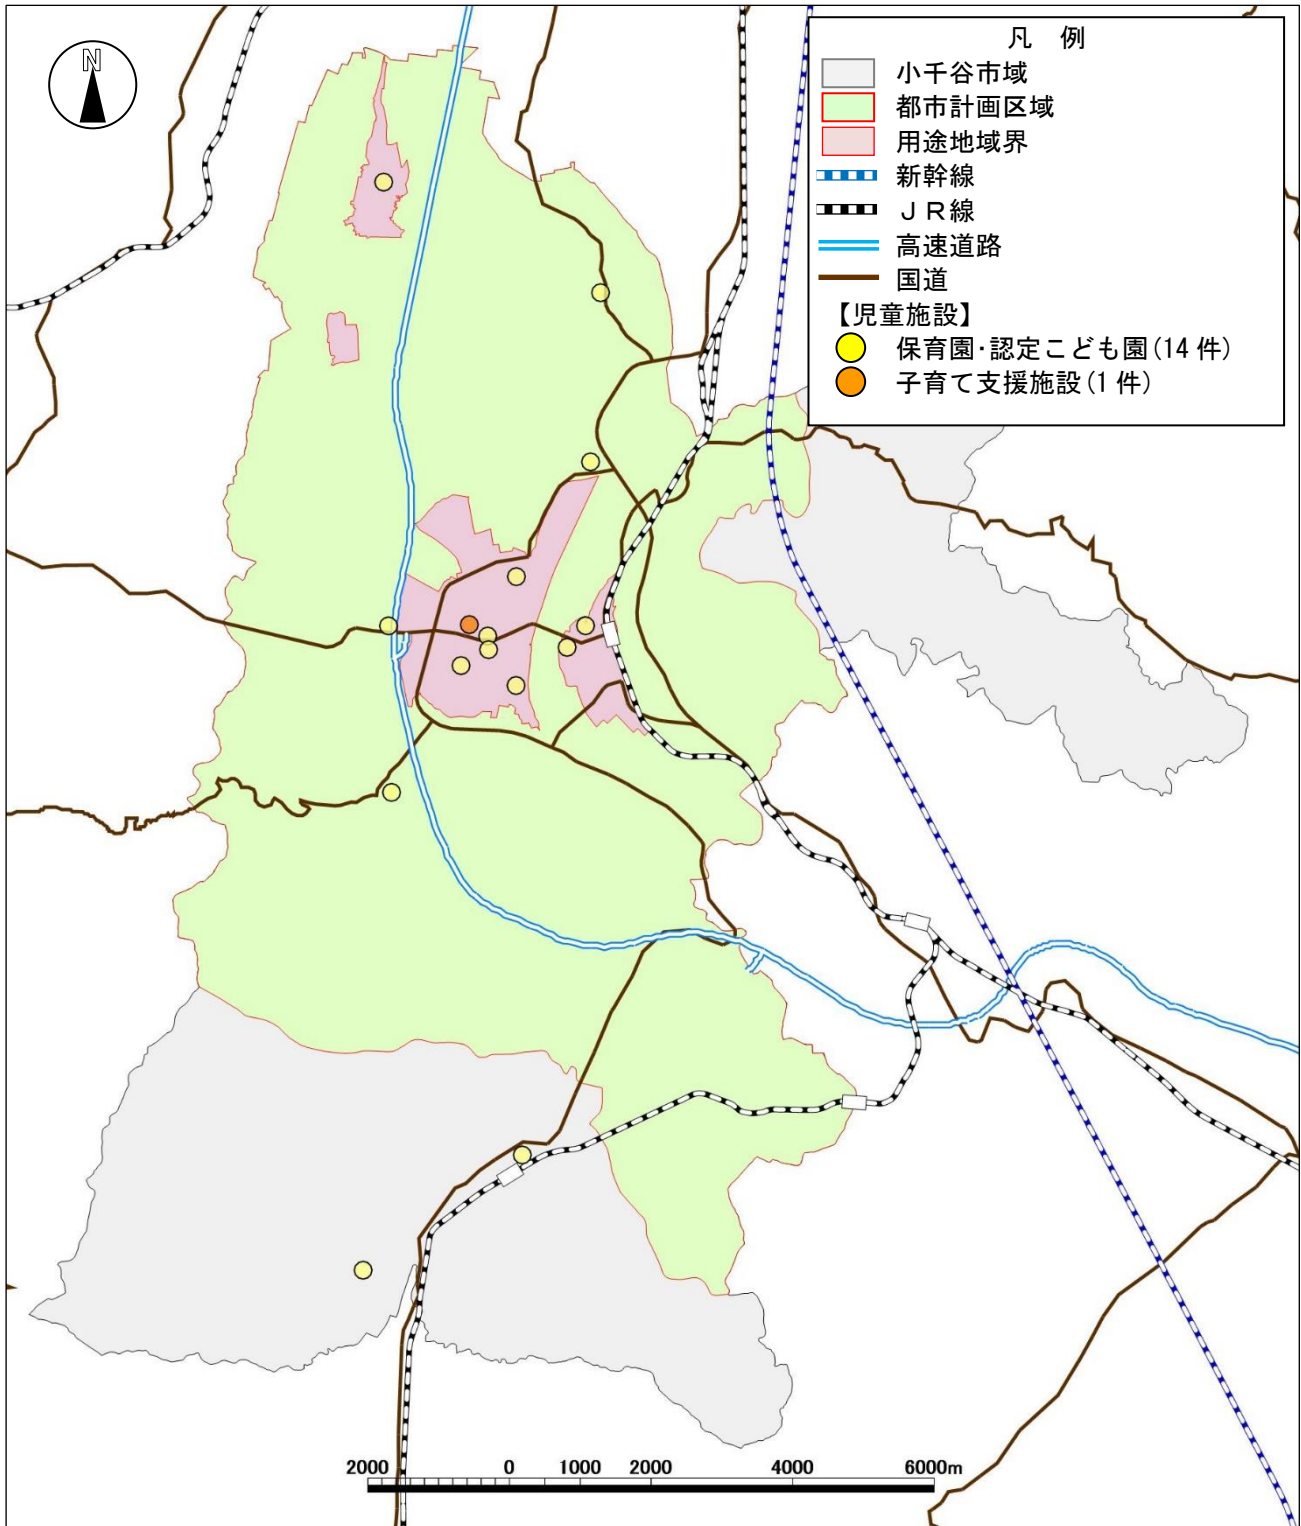 N
凡 例
小千谷市域
都市計画区域
用途地域界
新幹線
ＪＲ線
高速道路
国道
【児童施設】
保育園･認定こども園(14 件)
子育て支援施設(1 件)
2000 0 1000 2000 4000 6000m